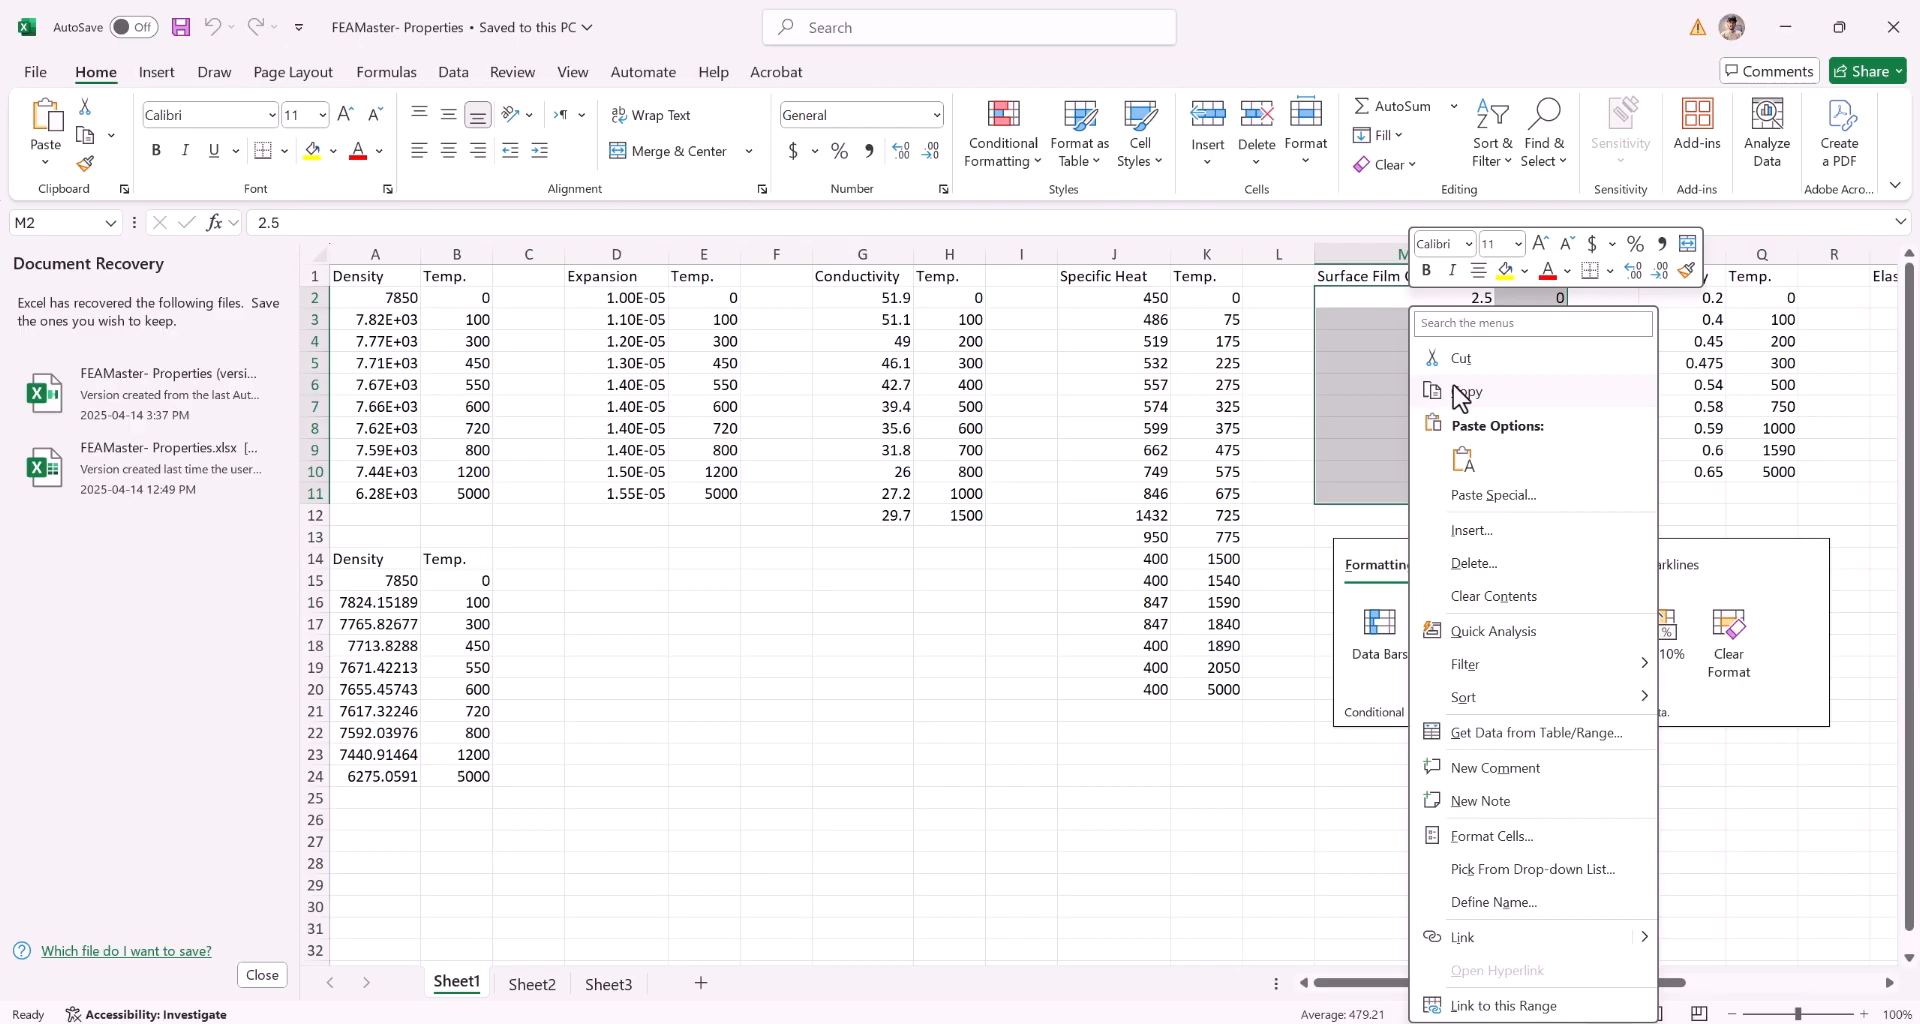 AutoSave Off FEAMaster- Properties • Saved to this PC Search
File Home Insert Draw Page Layout Formulas Data Review View Automate Help Acrobat Comments Share
Paste Calibri 11 Wrap Text General Conditional Formatting Format as Table Cell Styles Insert Delete Format AutoSum Sort & Filter Find & Select Sensitivity Add-ins Analyze Data Create a PDF
B I U Merge & Center $ % Fill
Clear
Clipboard Font Alignment Number Styles Cells Editing Sensitivity Add-ins Adobe Acro...
M2 fx 2.5
Calibri 11 $ %
B I
Document Recovery
Excel has recovered the following files. Save
the ones you wish to keep.
FEAMaster- Properties (versi...
Version created from the last Aut...
2025-04-14 3:37 PM
FEAMaster- Properties.xlsx [...
Version created last time the user...
2025-04-14 12:49 PM
Which file do I want to save?
Close
A B C D E F G H I J K L M Q R
1 Density Temp. Expansion Temp. Conductivity Temp. Specific Heat Temp. Surface Film Temp. Elas
2 7850 0 1.00E-05 0 51.9 0 450 0 2.5 0 0.2 0
3 7.82E+03 100 1.10E-05 100 51.1 100 486 75 0.4 100
4 7.77E+03 300 1.20E-05 300 49 200 519 175 0.45 200
5 7.71E+03 450 1.30E-05 450 46.1 300 532 225 0.475 300
6 7.67E+03 550 1.40E-05 550 42.7 400 557 275 0.54 500
7 7.66E+03 600 1.40E-05 600 39.4 500 574 325 0.58 750
8 7.62E+03 720 1.40E-05 720 35.6 600 599 375 0.59 1000
9 7.59E+03 800 1.40E-05 800 31.8 700 662 475 0.6 1590
10 7.44E+03 1200 1.50E-05 1200 26 800 749 575 0.65 5000
11 6.28E+03 5000 1.55E-05 5000 27.2 1000 846 675
12 29.7 1500 1432 725
13 950 775
14 Density Temp. 400 1500
15 7850 0 400 1540
16 7824.15189 100 847 1590
17 7765.82677 300 847 1840
18 7713.8288 450 400 1890
19 7671.42213 550 400 2050
20 7655.45743 600 400 5000
21 7617.32246 720
22 7592.03976 800
23 7440.91464 1200
24 6275.0591 5000
25
26
27
28
29
30
31
32
Search the menus
Cut
Paste Options:
Paste Special...
Insert...
Delete...
Clear Contents
Quick Analysis
Filter
Sort
Get Data from Table/Range...
New Comment
New Note
Format Cells...
Pick From Drop-down List...
Define Name...
Link
Open Hyperlink
Link to this Range
Formatting
Data Bars 10% Clear
Format
Conditional
Sheet1 Sheet2 Sheet3
Ready Accessibility: Investigate Average: 479.21 100%